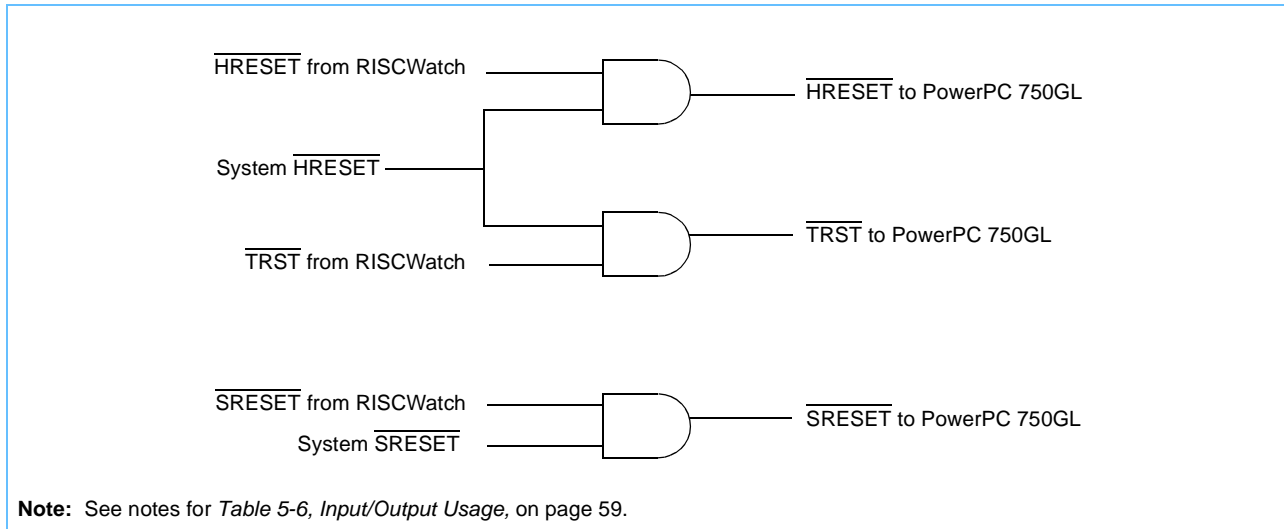 HRESET from RISCWatch
HRESET to PowerPC 750GL
System HRESET
TRST to PowerPC 750GL
TRST from RISCWatch
SRESET from RISCWatch
SRESET to PowerPC 750GL
System SRESET
Note: See notes for Table 5-6, Input/Output Usage, on page 59.